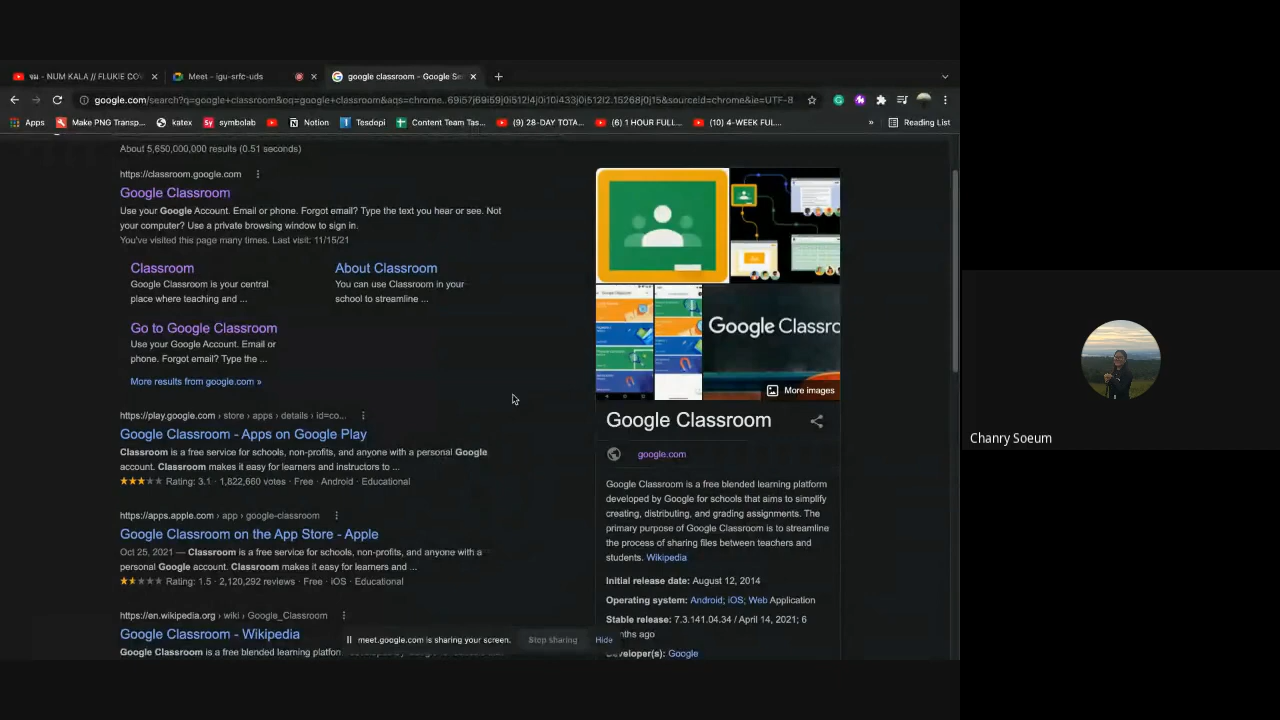 จน - NUM KALA // FLUKIE CO
Meet - igu-srfc-uds
google classroom - Google Se
google.com/search?q=google+classroom&oq=google+classroom&aqs=chrome..69i57j69i59j0i512l4j0i10i433j0i512l2.15268j0j15&sourceid=chrome&ie=UTF-8
Apps
Make PNG Transp...
katex
Sy symbolab
Notion
Tesdopi
Content Team Tas...
(9) 28-DAY TOTA...
(6) 1 HOUR FULL...
(10) 4-WEEK FUL...
»
Reading List
About 5,650,000,000 results (0.51 seconds)
https://classroom.google.com
Google Classroom
Use your Google Account. Email or phone. Forgot email? Type the text you hear or see. Not
your computer? Use a private browsing window to sign in.
You've visited this page many times. Last visit: 11/15/21
Classroom
Google Classroom is your central
place where teaching and ...
About Classroom
You can use Classroom in your
school to streamline ...
Go to Google Classroom
Use your Google Account. Email or
phone. Forgot email? Type the ...
More results from google.com »
https://play.google.com › store › apps › details › id=co...
Google Classroom - Apps on Google Play
Classroom is a free service for schools, non-profits, and anyone with a personal Google
account. Classroom makes it easy for learners and instructors to ...
Rating: 3.1 · 1,822,660 votes · Free · Android · Educational
https://apps.apple.com › app › google-classroom
Google Classroom on the App Store - Apple
Oct 25, 2021 — Classroom is a free service for schools, non-profits, and anyone with a
personal Google account. Classroom makes it easy for learners and ...
Rating: 1.5 · 2,120,292 reviews · Free · iOS · Educational
https://en.wikipedia.org › wiki › Google_Classroom
Google Classroom - Wikipedia
Google Classroom is a free blended learning platfor
meet.google.com is sharing your screen.
Stop sharing
Hide
Google Classro
More images
Google Classroom
google.com
Google Classroom is a free blended learning platform
developed by Google for schools that aims to simplify
creating, distributing, and grading assignments. The
primary purpose of Google Classroom is to streamline
the process of sharing files between teachers and
students. Wikipedia
Initial release date: August 12, 2014
Operating system: Android; iOS; Web Application
Stable release: 7.3.141.04.34 / April 14, 2021; 6
nths ago
Developer(s): Google
Chanry Soeum